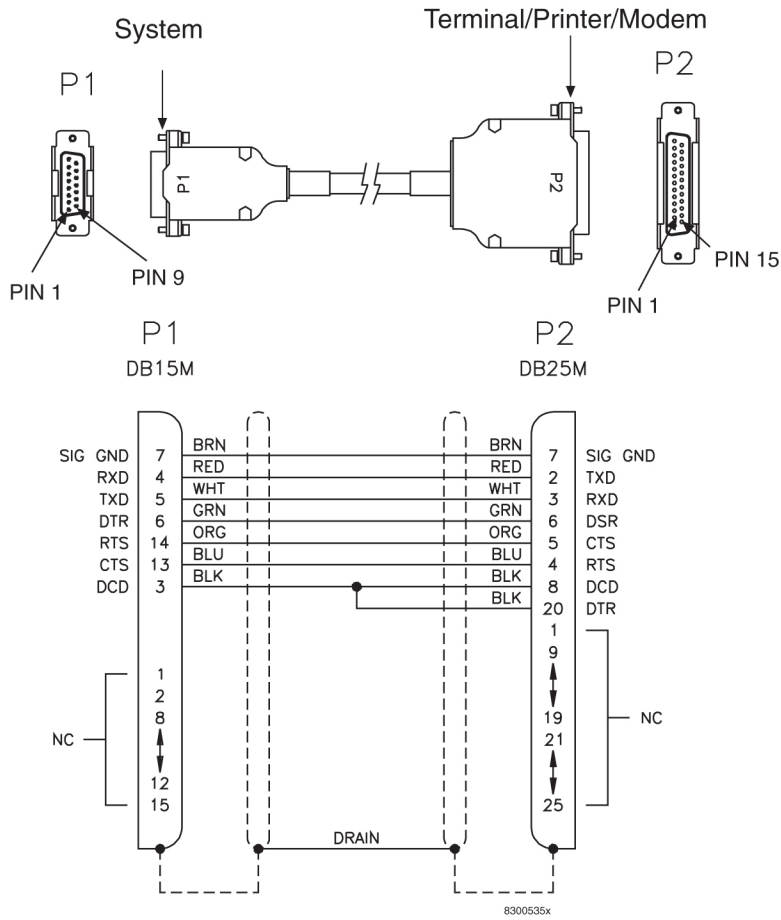 System
Terminal/Printer/Modem
P1
P2
P1
P2
PIN 1
PIN 9
PIN 1
PIN 15
P1
P2
DB15M
DB25M
SIG GND 7 BRN BRN 7 SIG GND
RXD 4 RED RED 2 TXD
TXD 5 WHT WHT 3 RXD
DTR 6 GRN GRN 6 DSR
RTS 14 ORG ORG 5 CTS
CTS 13 BLU BLU 4 RTS
DCD 3 BLK BLK 8 DCD
BLK 20 DTR
1
9
19
21
25
NC
1
2
8
12
15
NC
DRAIN
8300535x